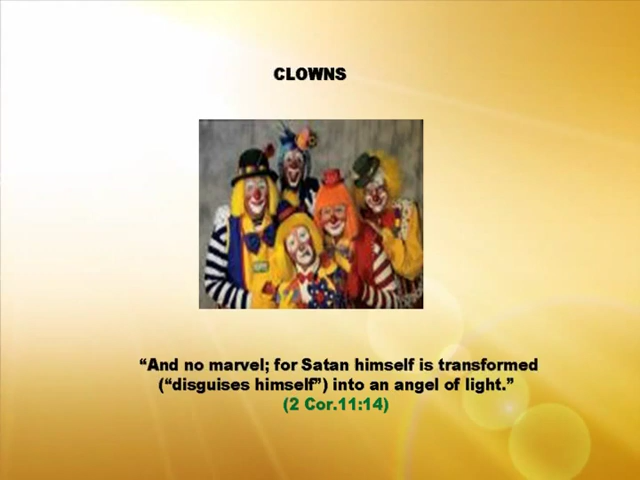 CLOWNS
“And no marvel; for Satan himself is transformed
(“disguises himself”) into an angel of light.”
(2 Cor.11:14)